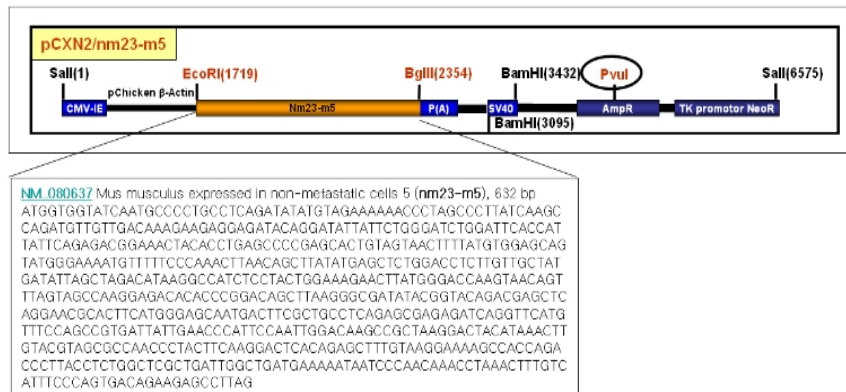 pCXN2/nm23-m5
SalI(1)
EcoRI(1719)
BglII(2354)
BamHI(3432)
PvuI
SalI(6575)
pChicken β-Actin
CMV-IE
Nm23-m5
P(A)
SV40
AmpR
TK promotor NeoR
BamHI(3095)
NM_080637 Mus musculus expressed in non-metastatic cells 5 (nm23-m5), 632 bp
ATGGTGGTATCAATGCCCCTGCCTCAGATATATGTAGAAAAAACCCTAGCCCTTATCAAGC
CAGATGTTGTTGACAAAGAAGAGGAGATACAGGATATTATTCTGGGATCTGGATTCACCAT
TATTCAGAGACGGAAACTACACCTGAGCCCCGAGCACTGTAGTAACTTTTATGTGGAGCAG
TATGGGAAAATGTTTTTCCCAAACTTAACAGCTTATATGAGCTCTGGACCTCTTGTTGCTAT
GATATTAGCTAGACATAAGGCCATCTCCTACTGGAAAGAACTTATGGGACCAAGTAACAGT
TTAGTAGCCAAGGAGACACACCCGGACAGCTTAAGGGCGATATACGGTACAGACGAGCTC
AGGAACGCACTTCATGGGAGCAATGACTTCGCTGCCTCAGAGCGAGAGATCAGGTTCATG
TTTCCAGCCGTGATTATTGAACCCATTCCAATTGGACAAGCCGCTAAGGACTACATAAACTT
GTACGTAGCGCCAACCCTACTTCAAGGACTCACAGAGCTTTGTAAGGAAAAGCCACCAGA
CCCTTACCTCTGGCTCGCTGATTGGCTGATGAAAAATAATCCCAACAAACCTAAACTTTGTC
ATTTCCCAGTGACAGAAGAGCCTTAG